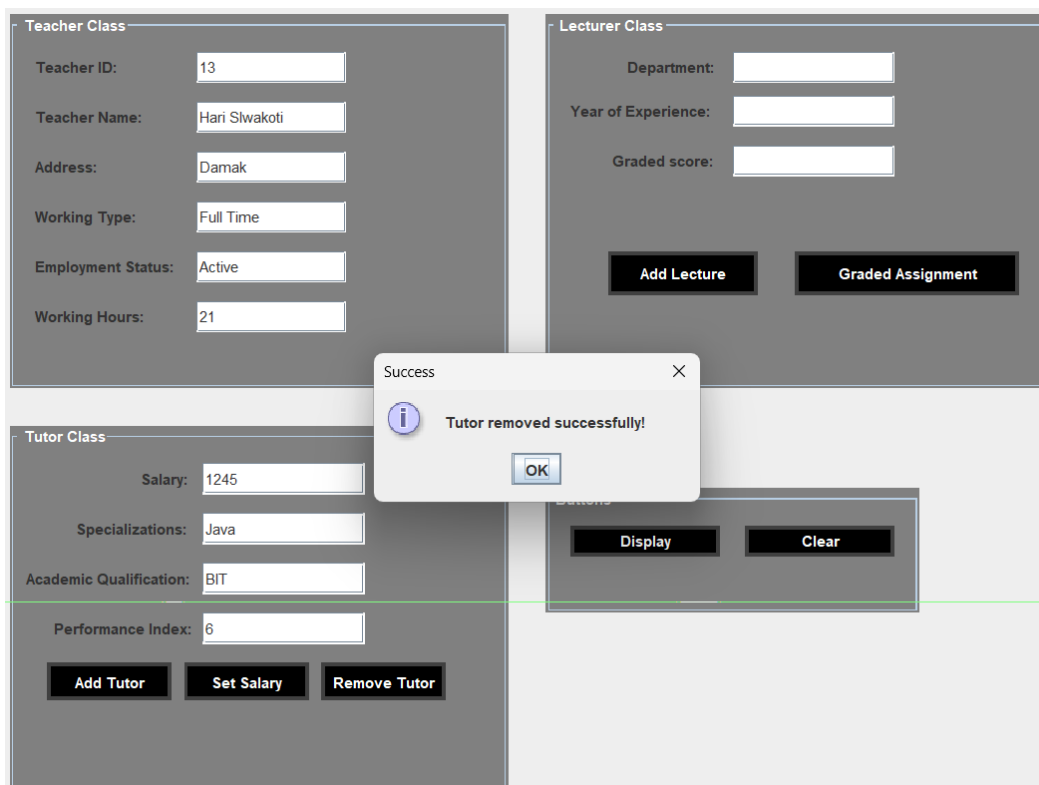 Teacher Class
Teacher ID: 13
Teacher Name: Hari Slwakoti
Address: Damak
Working Type: Full Time
Employment Status: Active
Working Hours: 21
Lecturer Class
Department:
Year of Experience:
Graded score:
Add Lecture Graded Assignment
Success
Tutor removed successfully!
OK
Tutor Class
Salary: 1245
Specializations: Java
Academic Qualification: BIT
Performance Index: 6
Add Tutor Set Salary Remove Tutor
Buttons
Display Clear